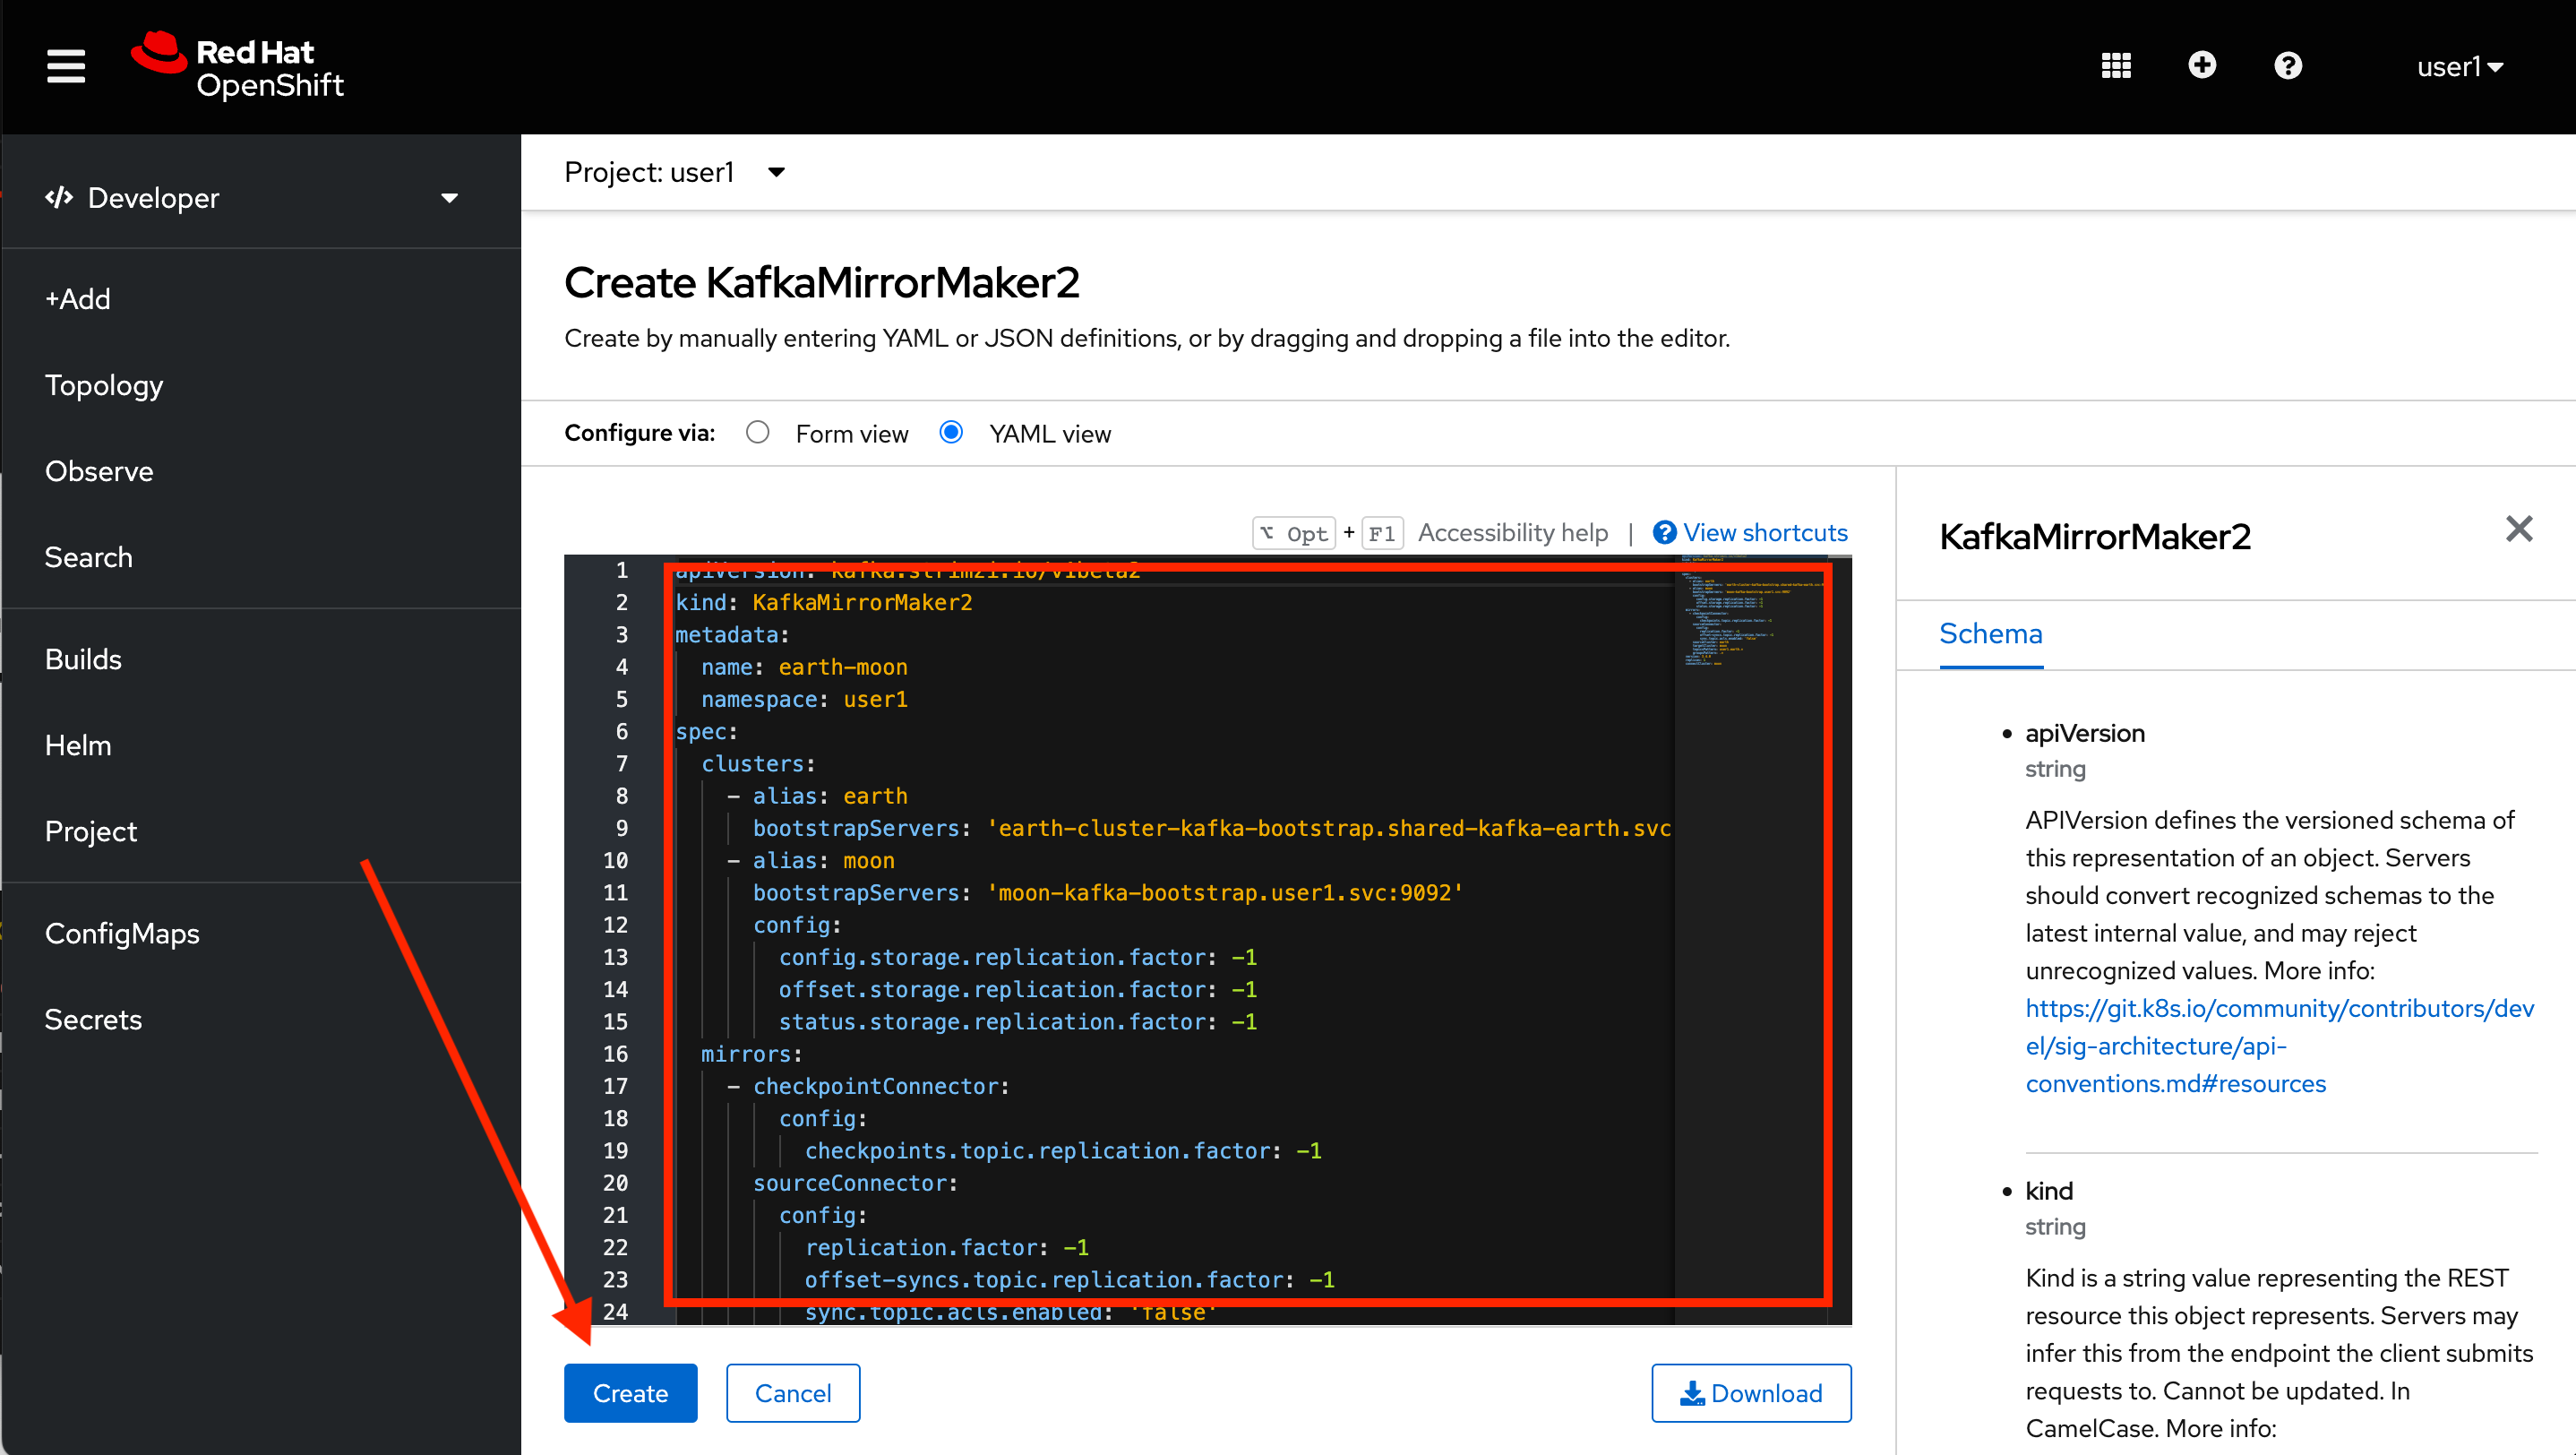 Red Hat
OpenShift
user1
Developer
+Add
Topology
Observe
Search
Builds
Helm
Project
ConfigMaps
Secrets
Project: user1
Create KafkaMirrorMaker2
Create by manually entering YAML or JSON definitions, or by dragging and dropping a file into the editor.
Configure via: Form view YAML view
⌥ Opt + F1 Accessibility help | View shortcuts
1 apiVersion: kafka.strimzi.io/v1beta2
2 kind: KafkaMirrorMaker2
3 metadata:
4 name: earth-moon
5 namespace: user1
6 spec:
7 clusters:
8 - alias: earth
9 bootstrapServers: 'earth-cluster-kafka-bootstrap.shared-kafka-earth.svc
10 - alias: moon
11 bootstrapServers: 'moon-kafka-bootstrap.user1.svc:9092'
12 config:
13 config.storage.replication.factor: -1
14 offset.storage.replication.factor: -1
15 status.storage.replication.factor: -1
16 mirrors:
17 - checkpointConnector:
18 config:
19 checkpoints.topic.replication.factor: -1
20 sourceConnector:
21 config:
22 replication.factor: -1
23 offset-syncs.topic.replication.factor: -1
24 sync.topic.acls.enabled: 'false'
Create
Cancel
Download
KafkaMirrorMaker2
Schema
• apiVersion
string
APIVersion defines the versioned schema of
this representation of an object. Servers
should convert recognized schemas to the
latest internal value, and may reject
unrecognized values. More info:
https://git.k8s.io/community/contributors/dev
el/sig-architecture/api-
conventions.md#resources
• kind
string
Kind is a string value representing the REST
resource this object represents. Servers may
infer this from the endpoint the client submits
requests to. Cannot be updated. In
CamelCase. More info: